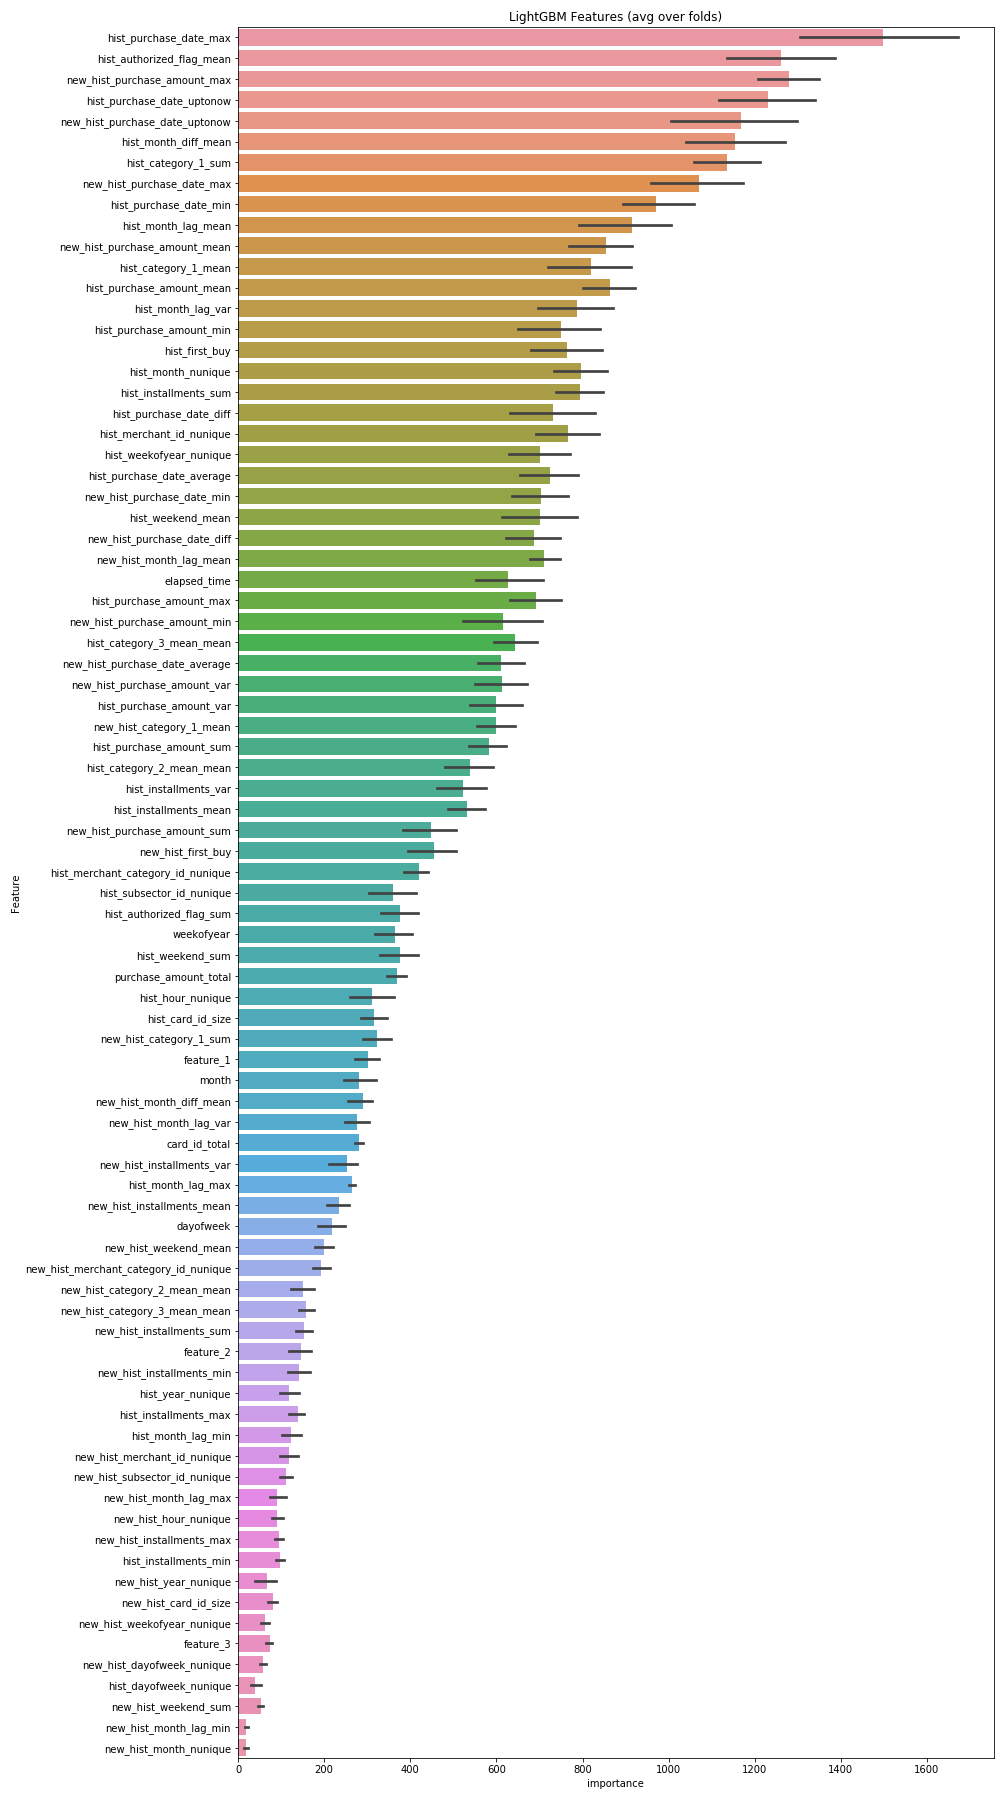 LightGBM Features (avg over folds)
hist_purchase_date_max
hist_authorized_flag_mean
new_hist_purchase_amount_max
hist_purchase_date_uptonow
new_hist_purchase_date_uptonow
hist_month_diff_mean
hist_category_1_sum
new_hist_purchase_date_max
hist_purchase_date_min
hist_month_lag_mean
new_hist_purchase_amount_mean
hist_category_1_mean
hist_purchase_amount_mean
hist_month_lag_var
hist_purchase_amount_min
hist_first_buy
hist_month_nunique
hist_installments_sum
hist_purchase_date_diff
hist_merchant_id_nunique
hist_weekofyear_nunique
hist_purchase_date_average
new_hist_purchase_date_min
hist_weekend_mean
new_hist_purchase_date_diff
new_hist_month_lag_mean
elapsed_time
hist_purchase_amount_max
new_hist_purchase_amount_min
hist_category_3_mean_mean
new_hist_purchase_date_average
new_hist_purchase_amount_var
hist_purchase_amount_var
new_hist_category_1_mean
hist_purchase_amount_sum
hist_category_2_mean_mean
hist_installments_var
hist_installments_mean
new_hist_purchase_amount_sum
new_hist_first_buy
hist_merchant_category_id_nunique
hist_subsector_id_nunique
hist_authorized_flag_sum
weekofyear
hist_weekend_sum
purchase_amount_total
hist_hour_nunique
hist_card_id_size
new_hist_category_1_sum
feature_1
month
new_hist_month_diff_mean
new_hist_month_lag_var
card_id_total
new_hist_installments_var
hist_month_lag_max
new_hist_installments_mean
dayofweek
new_hist_weekend_mean
new_hist_merchant_category_id_nunique
new_hist_category_2_mean_mean
new_hist_category_3_mean_mean
new_hist_installments_sum
feature_2
new_hist_installments_min
hist_year_nunique
hist_installments_max
hist_month_lag_min
new_hist_merchant_id_nunique
new_hist_subsector_id_nunique
new_hist_month_lag_max
new_hist_hour_nunique
new_hist_installments_max
hist_installments_min
new_hist_year_nunique
new_hist_card_id_size
new_hist_weekofyear_nunique
feature_3
new_hist_dayofweek_nunique
hist_dayofweek_nunique
new_hist_weekend_sum
new_hist_month_lag_min
new_hist_month_nunique
Feature
0 200 400 600 800 1000 1200 1400 1600
importance